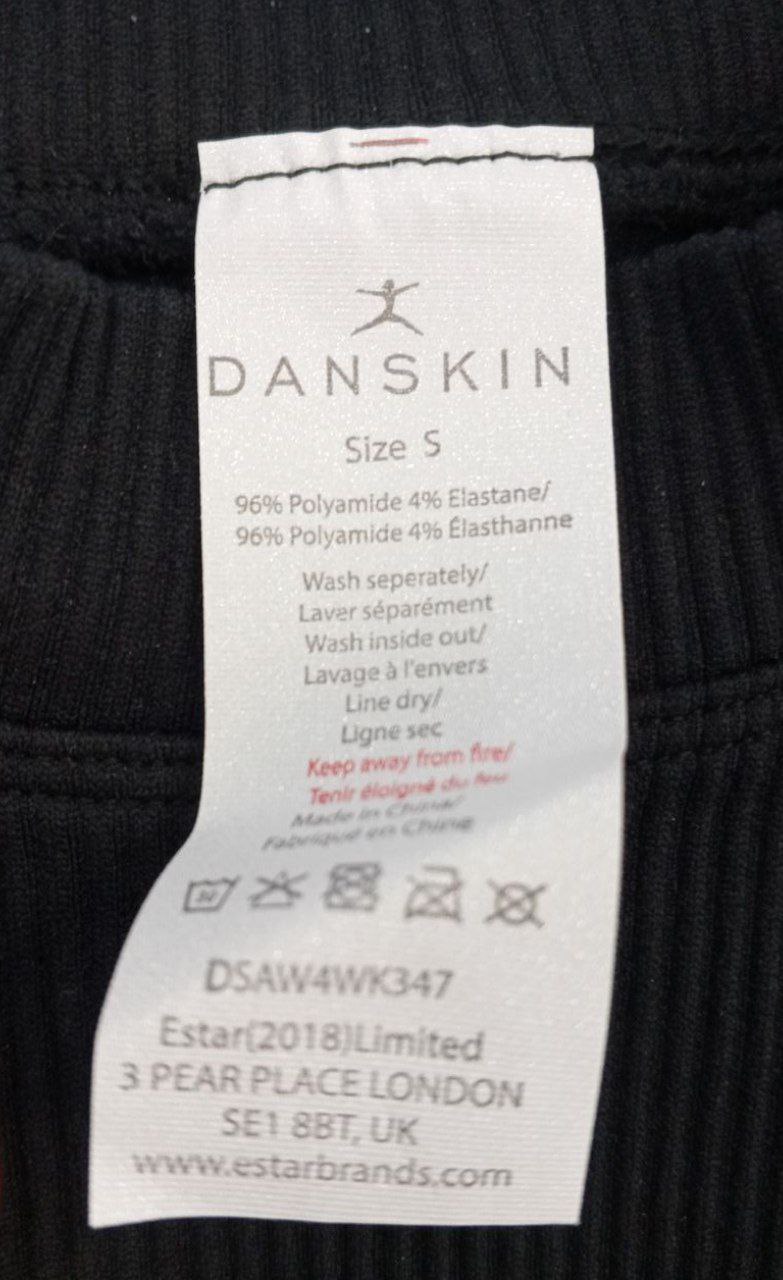 DANSKIN
Size S
96% Polyamide 4% Elastane/
96% Polyamide 4% Élasthanne
Wash seperately/
Laver séparément
Wash inside out/
Lavage à l'envers
Line dry/
Ligne sec
Keep away from fire/
Tenir éloigné du feu
Made in China/
Fabriqué en Chine
DSAW4WK347
Estar(2018)Limited
3 PEAR PLACE LONDON
SE1 8BT, UK
www.estarbrands.com